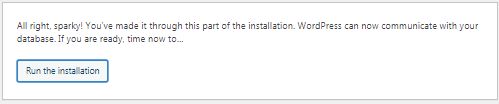 All right, sparky! You've made it through this part of the installation. WordPress can now communicate with your
database. If you are ready, time now to…
Run the installation